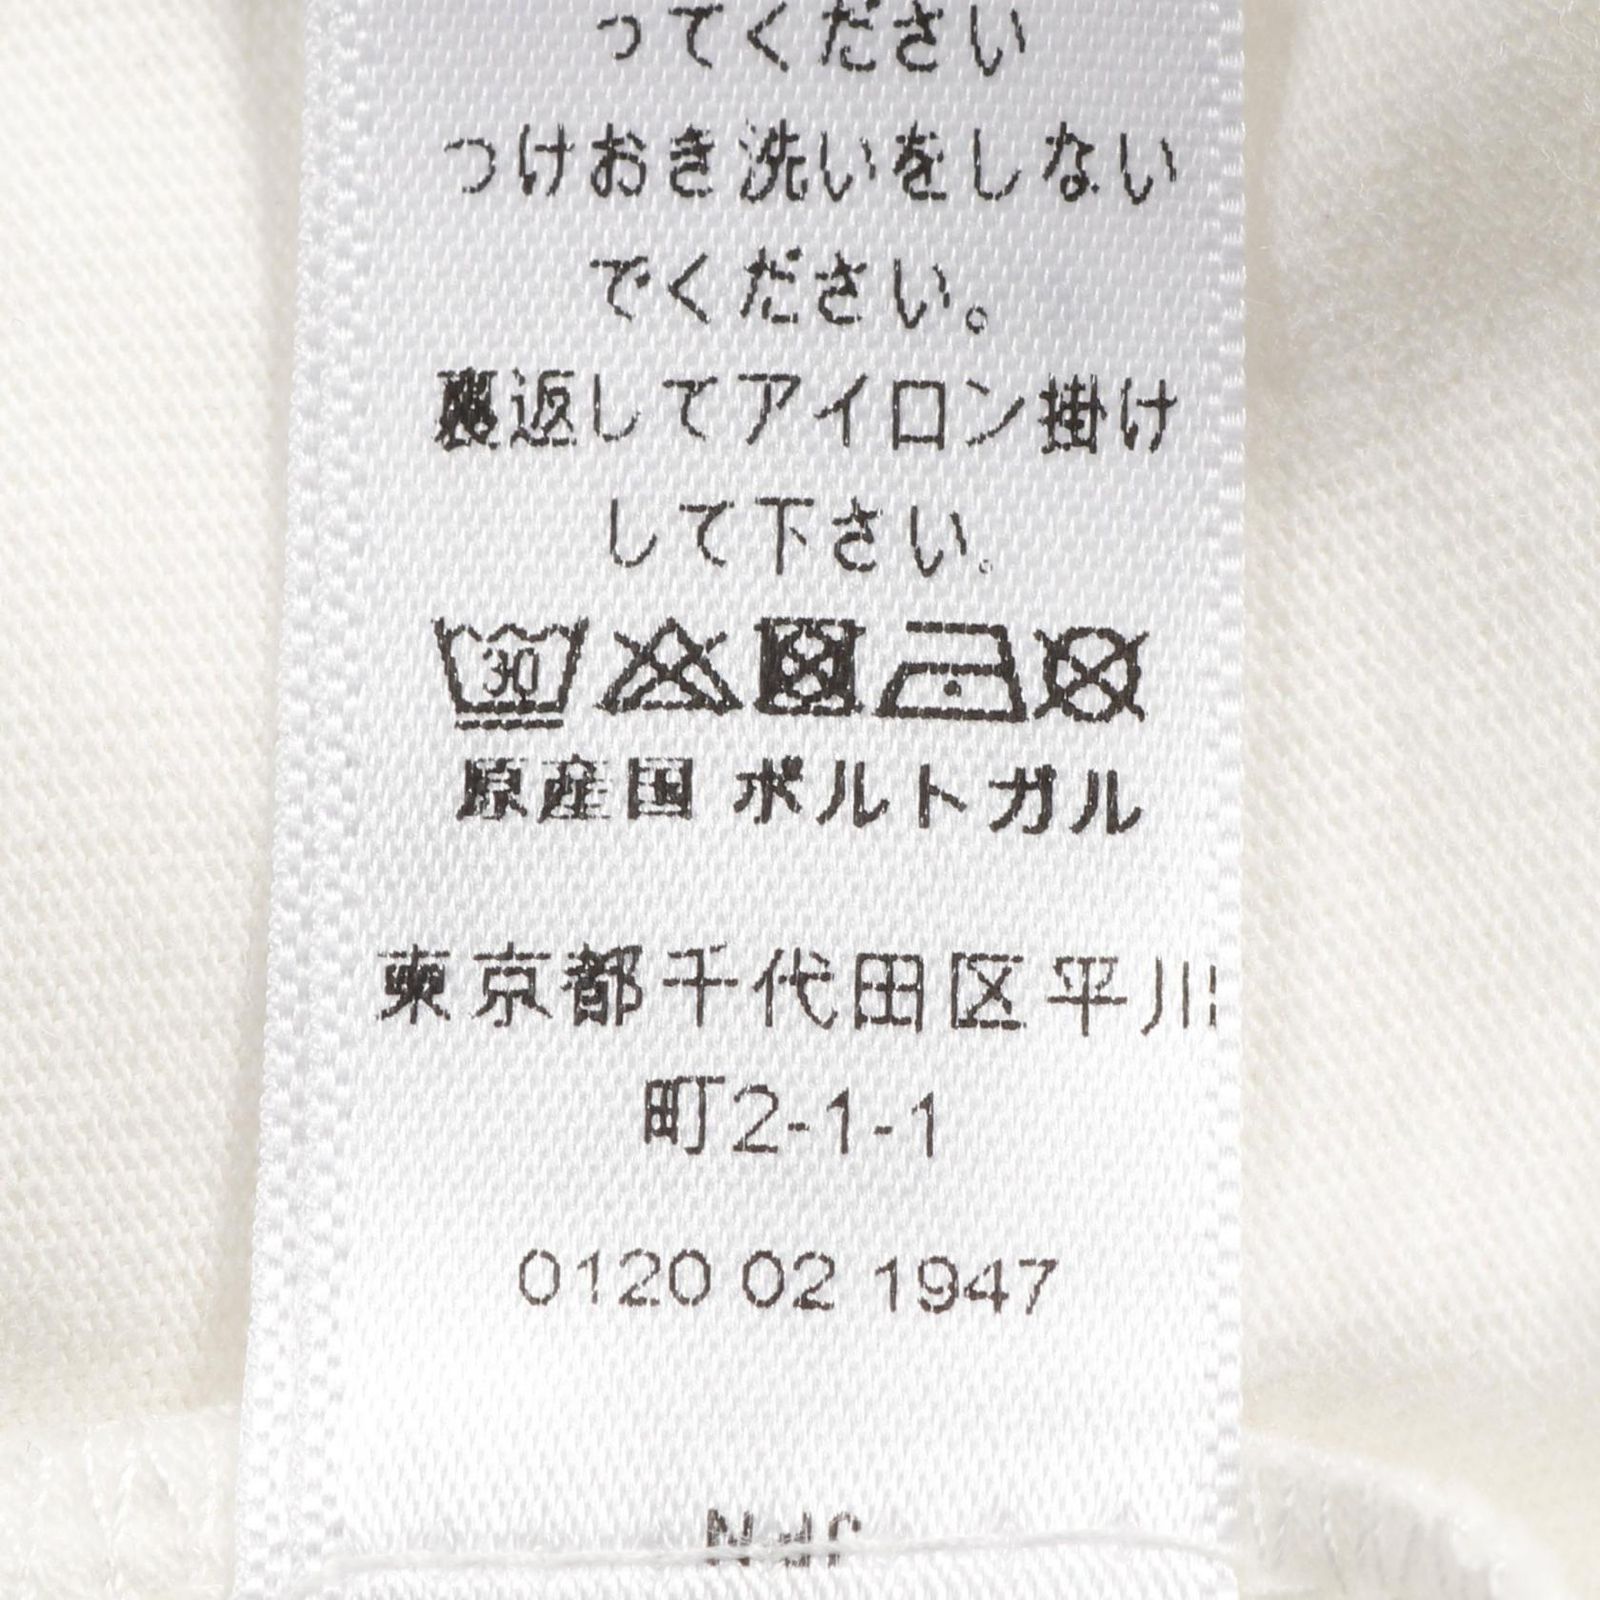 ってください
つけおき洗いをしない
でください。
裏返してアイロン掛け
して下さい。
30
原産国 ポルトガル
東京都千代田区平川
町2-1-1
0120 02 1947
JPN